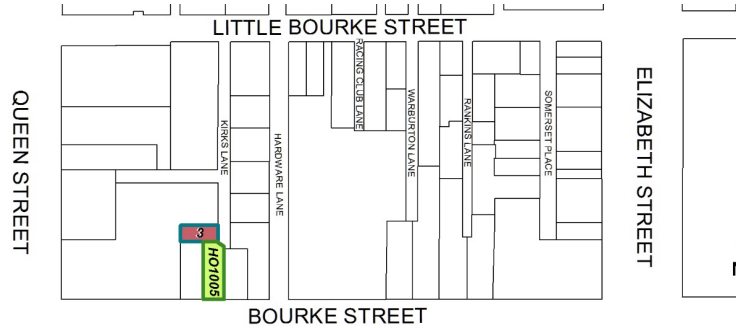 LITTLE BOURKE STREET
QUEEN STREET
KIRKS LANE
HARDWARE LANE
RACING CLUB LANE
WARBURTON LANE
RANKINS LANE
SOMERSET PLACE
ELIZABETH STREET
3
HO1005
BOURKE STREET